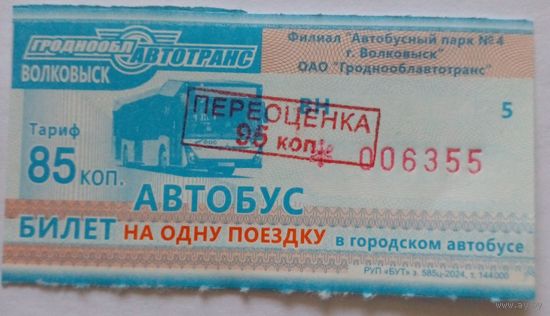 ГРОДНООБЛ
АВТОТРАНС
ВОЛКОВЫСК
Филиал "Автобусный парк №4
г. Волковыск"
ОАО "Гроднооблавтотранс"
ВН
5
ПЕРЕОЦЕНКА
95 коп.
Тариф
85 КОП.
* 006355
АВТОБУС
БИЛЕТ НА ОДНУ ПОЕЗДКУ в городском автобусе
РУП «БУТ» з. 585ц-2024, т. 144000